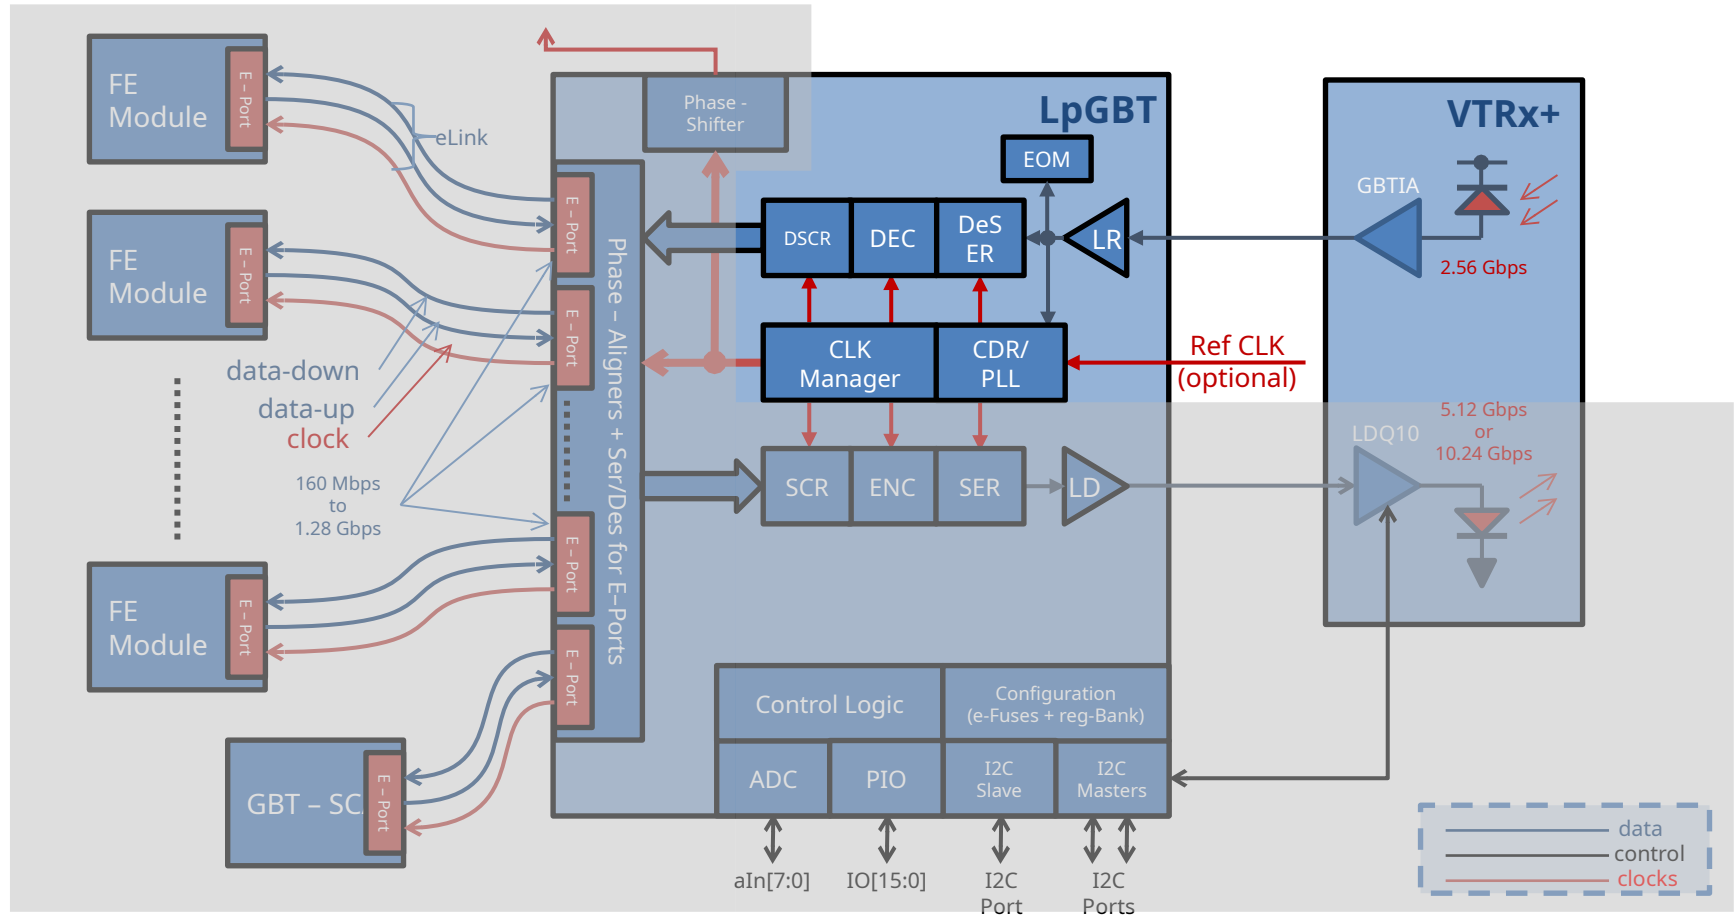 FE
Module
E – Port
eLink
FE
Module
E – Port
data-down
data-up
clock
160 Mbps
to
1.28 Gbps
FE
Module
E – Port
GBT – SC
E – Port
Phase -
Shifter
LpGBT
EOM
E – Port
E – Port
E – Port
E – Port
Phase – Aligners + Ser/Des for E–Ports
DSCR
DEC
DeS
ER
LR
CLK
Manager
CDR/
PLL
Ref CLK
(optional)
SCR
ENC
SER
LD
Control Logic
Configuration
(e-Fuses + reg-Bank)
ADC
PIO
I2C
Slave
I2C
Masters
aIn[7:0]
IO[15:0]
I2C
Port
I2C
Ports
VTRx+
GBTIA
2.56 Gbps
5.12 Gbps
or
10.24 Gbps
LDQ10
data
control
clocks